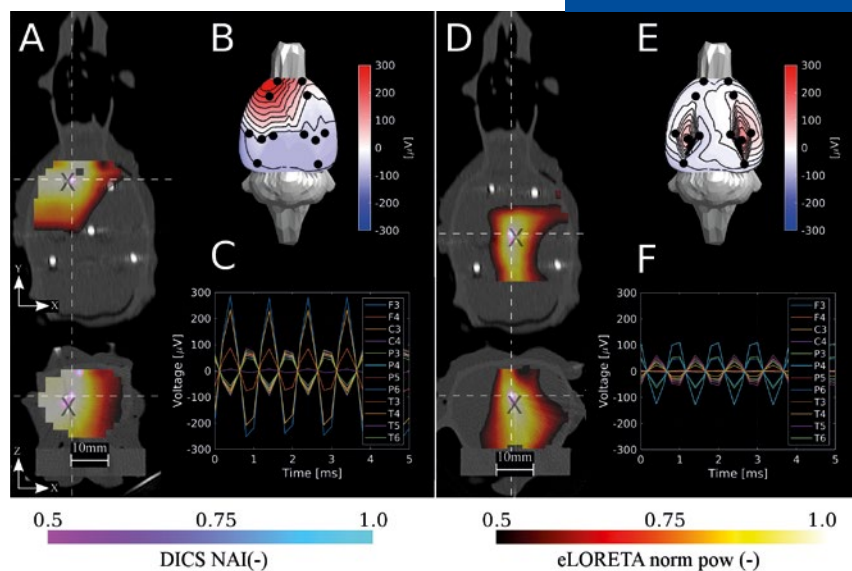 A
B
300
200
100
0
-100
-200
-300
[μV]
X
Y
X
C
Voltage [μV]
300
200
100
0
-100
-200
-300
0 1 2 3 4 5
Time [ms]
F3
F4
C3
C4
P3
P4
P5
P6
T3
T4
T5
T6
X
10mm
Z
X
D
E
300
200
100
0
-100
-200
-300
[μV]
X
F
Voltage [μV]
300
200
100
0
-100
-200
-300
0 1 2 3 4 5
Time [ms]
F3
F4
C3
C4
P3
P4
P5
P6
T3
T4
T5
T6
X
10mm
0.5 0.75 1.0
DICS NAI(-)
0.5 0.75 1.0
eLORETA norm pow (-)